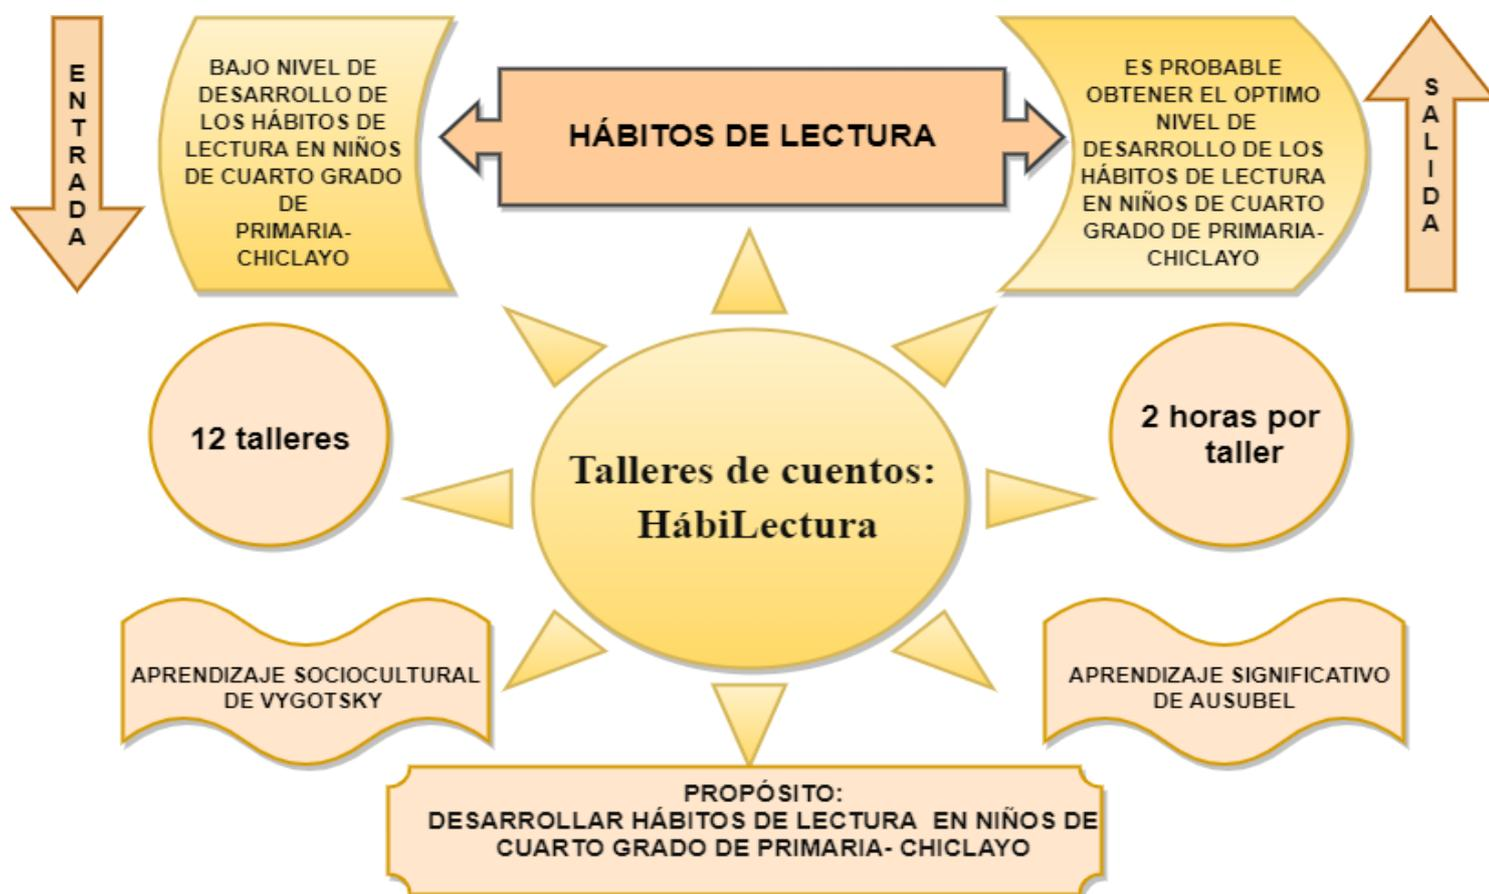 ENTRADA
BAJO NIVEL DE
DESARROLLO DE
LOS HÁBITOS DE
LECTURA EN NIÑOS
DE CUARTO GRADO
DE
PRIMARIA-
CHICLAYO
HÁBITOS DE LECTURA
ES PROBABLE
OBTENER EL OPTIMO
NIVEL DE
DESARROLLO DE LOS
HÁBITOS DE LECTURA
EN NIÑOS DE CUARTO
GRADO DE PRIMARIA-
CHICLAYO
SALIDA
12 talleres
Talleres de cuentos:
HábiLectura
2 horas por
taller
APRENDIZAJE SOCIOCULTURAL
DE VYGOTSKY
APRENDIZAJE SIGNIFICATIVO
DE AUSUBEL
PROPÓSITO:
DESARROLLAR HÁBITOS DE LECTURA EN NIÑOS DE
CUARTO GRADO DE PRIMARIA- CHICLAYO